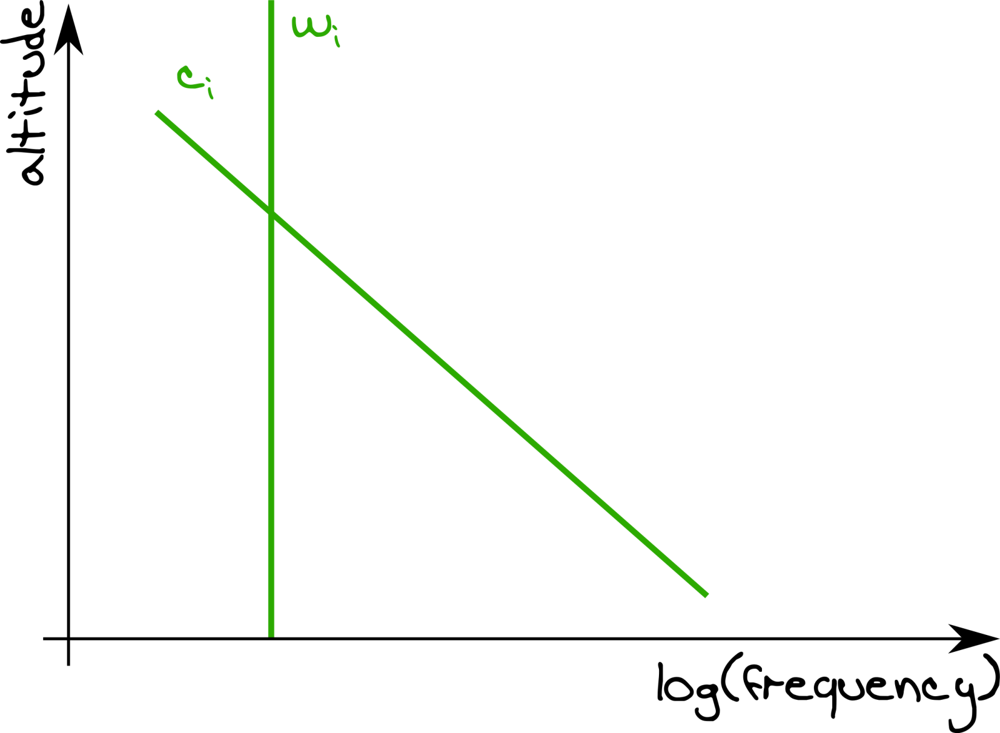 altitude
ωi
ci
log(frequency)